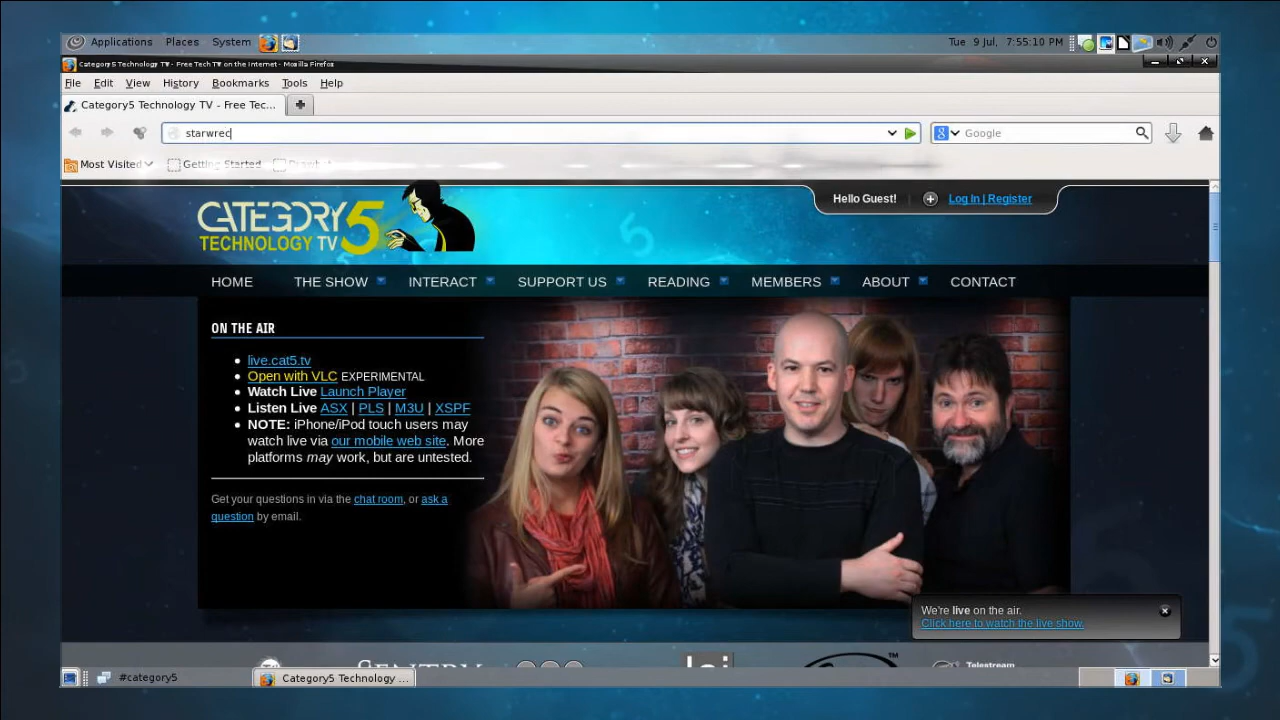 Applications Places System Tue 9 Jul, 7:55:10 PM
Category5 Technology TV - Free Tech TV on the Internet - Mozilla Firefox
File Edit View History Bookmarks Tools Help
Category5 Technology TV - Free Tec...
starwrec Google
Most Visited Getting Started
CATEGORY 5
TECHNOLOGY TV
Hello Guest! | Log In | Register
HOME THE SHOW INTERACT SUPPORT US READING MEMBERS ABOUT CONTACT
ON THE AIR
live.cat5.tv
Open with VLC EXPERIMENTAL
Watch Live Launch Player
Listen Live ASX | PLS | M3U | XSPF
NOTE: iPhone/iPod touch users may
watch live via our mobile web site. More
platforms may work, but are untested.
Get your questions in via the chat room, or ask a
question by email.
We're live on the air.
Click here to watch the live show.
Telestream
#category5 Category5 Technology ...